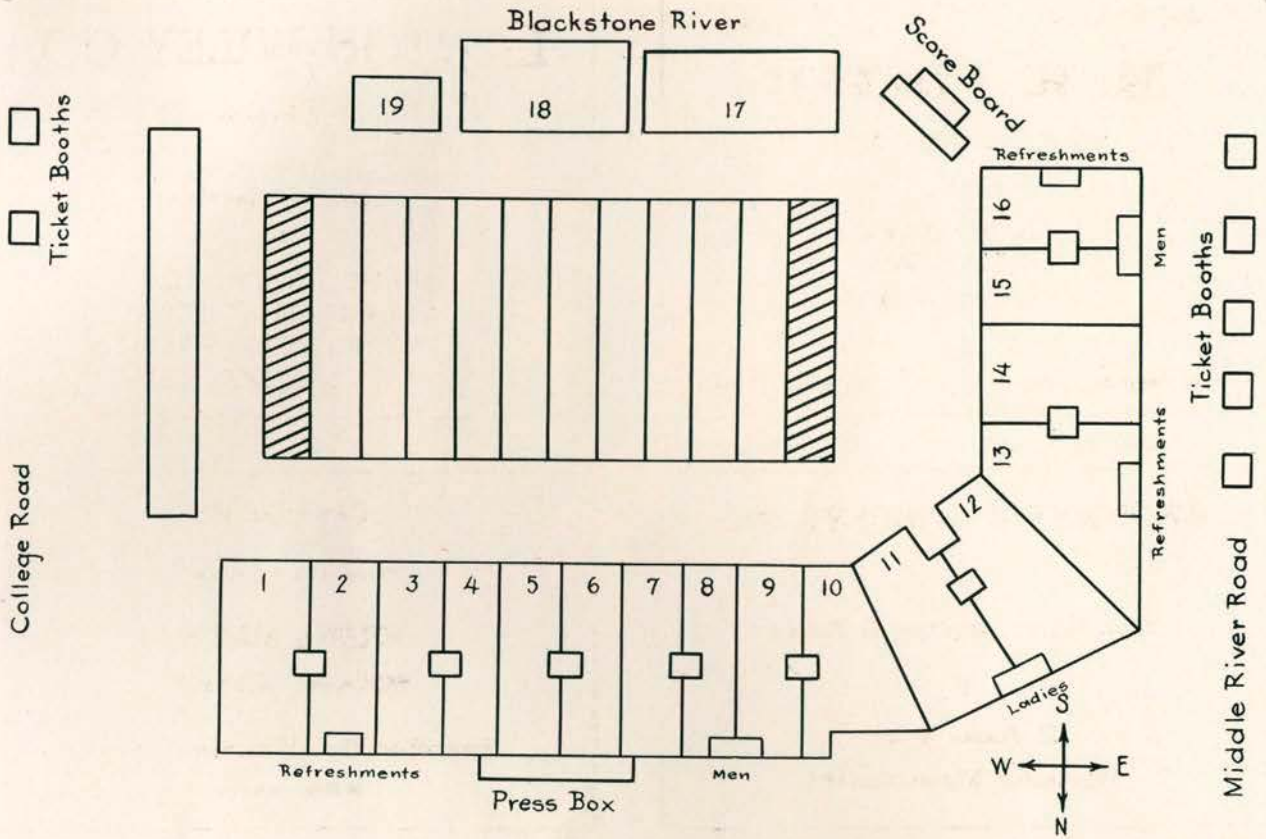 Blackstone River
Score Board
19
18
17
Ticket Booths
College Road
Refreshments
16
Men
15
14
13
Refreshments
Ticket Booths
Middle River Road
12
11
1
2
3
4
5
6
7
8
9
10
Refreshments
Press Box
Men
Ladies
S
W
E
N